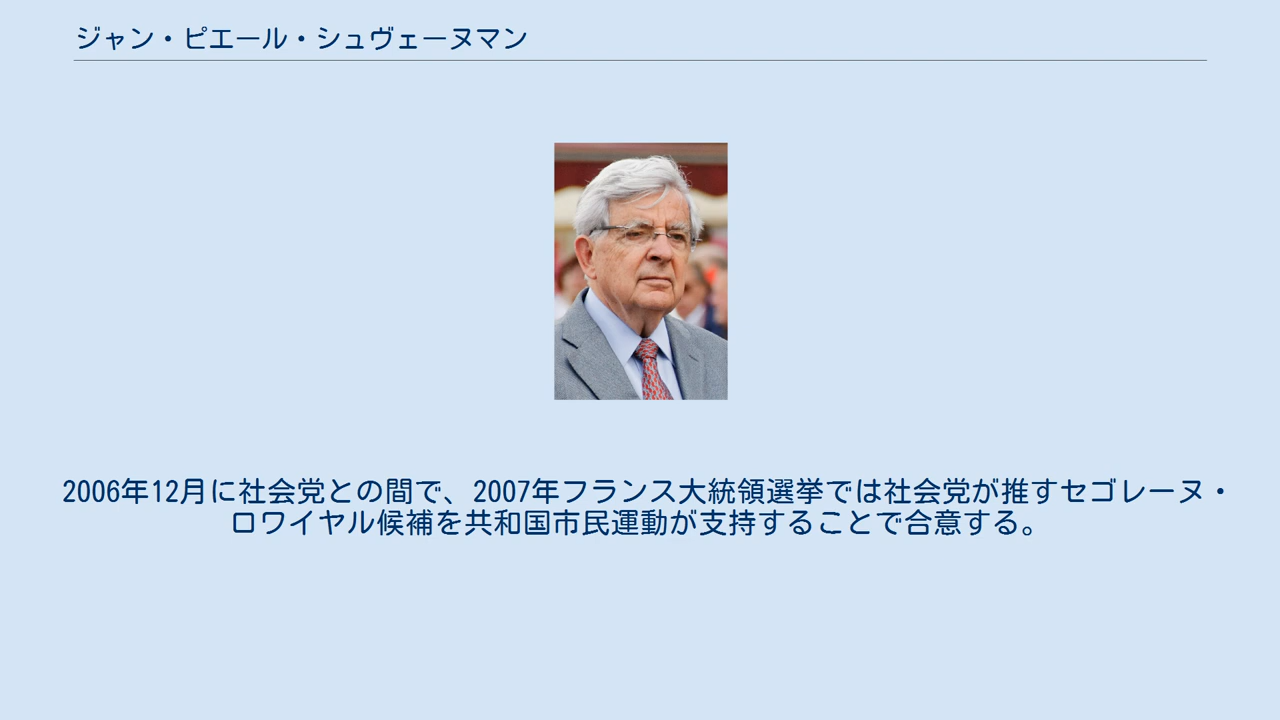 ジャン・ピエール・シュヴェーヌマン
2006年12月に社会党との間で、2007年フランス大統領選挙では社会党が推すセゴレーヌ・
ロワイヤル候補を共和国市民運動が支持することで合意する。